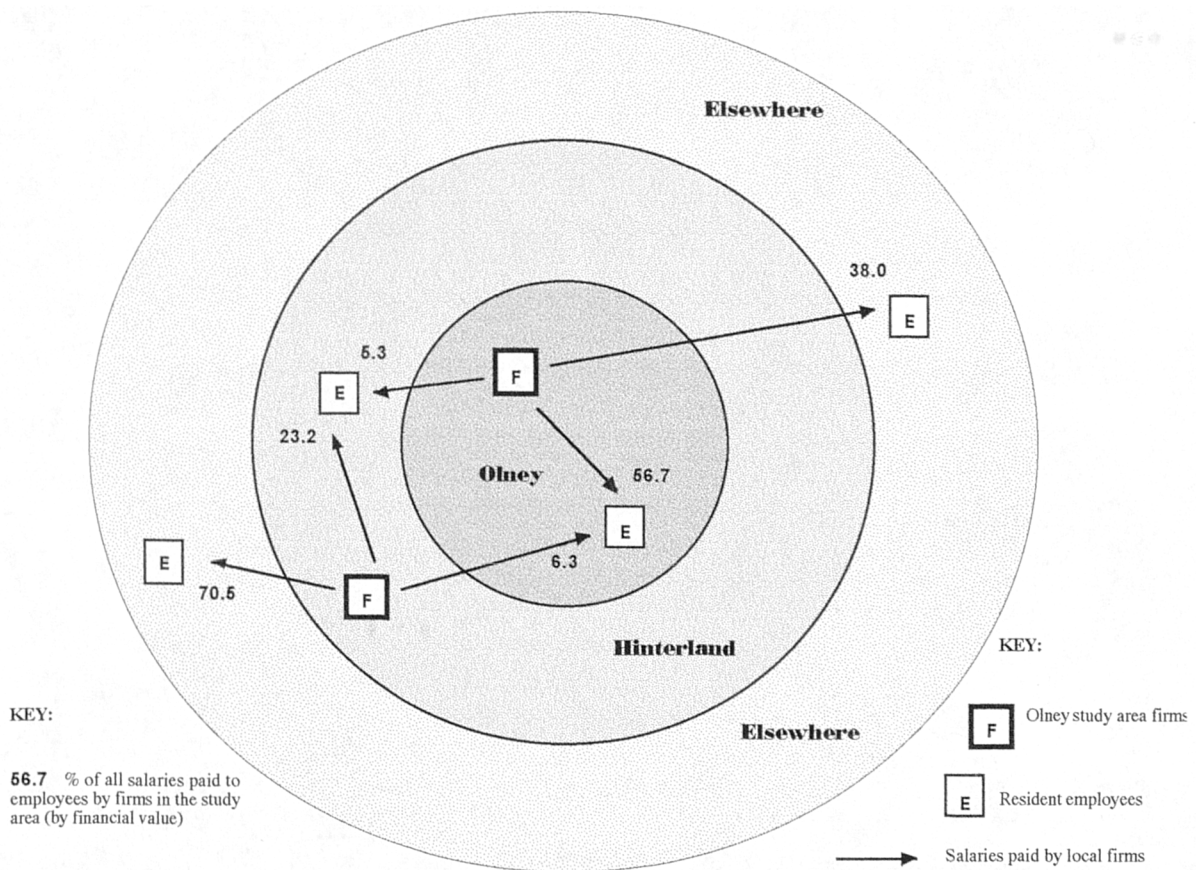 Elsewhere
38.0
E
5.3
F
E
23.2
Olney
56.7
E
6.3
E
70.5
F
Hinterland
KEY:
Elsewhere
KEY:
56.7 % of all salaries paid to
employees by firms in the study
area (by financial value)
F Olney study area firms
E Resident employees
Salaries paid by local firms